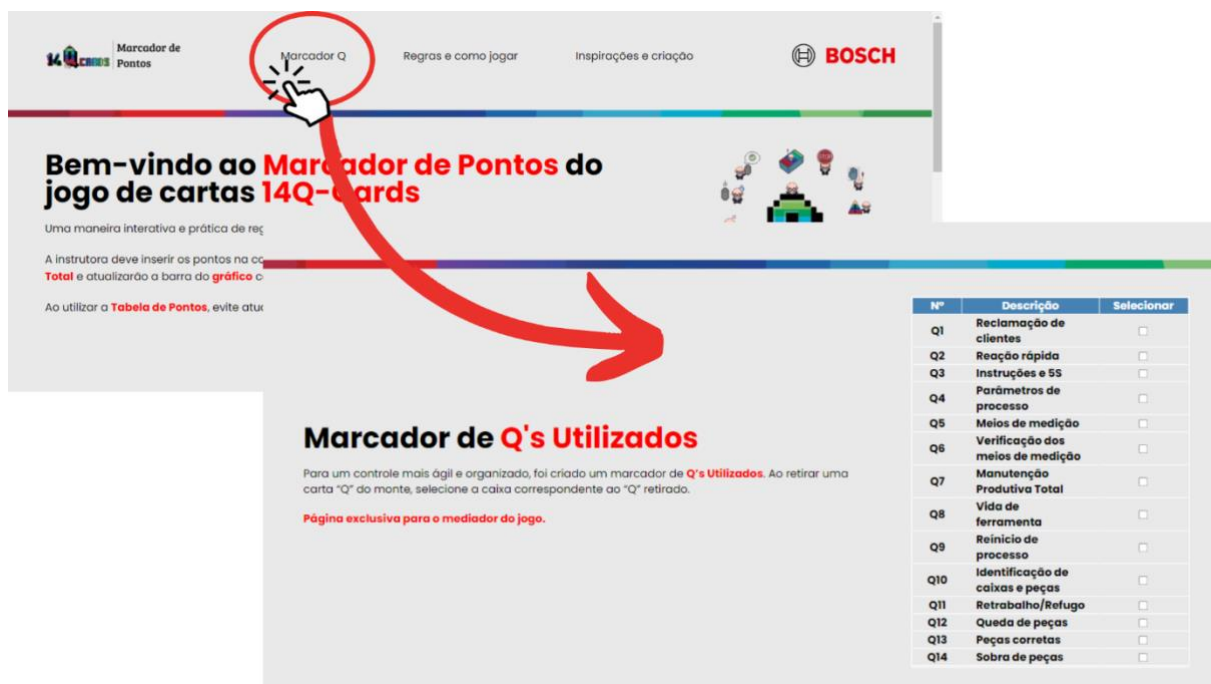 14Q CARDS
Marcador de
Pontos
Marcador Q
Regras e como jogar
Inspirações e criação
BOSCH
Bem-vindo ao Marcador de Pontos do
jogo de cartas 14Q-Cards
Uma maneira interativa e prática de
A instrutora deve inserir os pontos na
Total e atualizarão a barra do gráfico
Ao utilizar a Tabela de Pontos, evite
Marcador de Q's Utilizados
Para um controle mais ágil e organizado, foi criado um marcador de Q's Utilizados. Ao retirar uma
carta "Q" do monte, selecione a caixa correspondente ao "Q" retirado.
Página exclusiva para o mediador do jogo.
Nº Descrição Selecionar
Q1 Reclamação de
clientes
Q2 Reação rápida
Q3 Instruções e 5S
Q4 Parâmetros de
processo
Q5 Meios de medição
Q6 Verificação dos
meios de medição
Q7 Manutenção
Produtiva Total
Q8 Vida de
ferramenta
Q9 Reinicio de
processo
Q10 Identificação de
caixas e peças
Q11 Retrabalho/Refugo
Q12 Queda de peças
Q13 Peças corretas
Q14 Sobra de peças